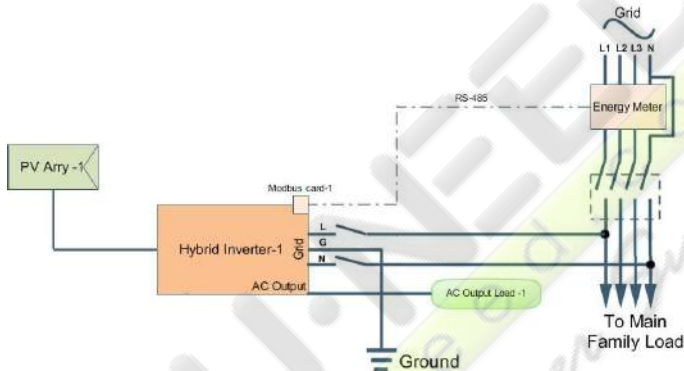 Grid
L1 L2 L3 N
Energy Meter
RS-485
PV Arry -1
Modbus card-1
Hybrid Inverter-1
L
G
N
Grid
AC Output
AC Output Load -1
Ground
To Main
Family Load